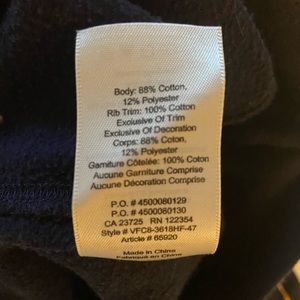 Body: 88% Cotton,
12% Polyester
Rib Trim: 100% Cotton
Exclusive Of Trim
Exclusive Of Decoration
Corps: 88% Coton,
12% Polyester
Garniture Côtelée: 100% Coton
Aucune Garniture Comprise
Aucune Décoration Comprise
P.O. # 4500080129
P.O. # 4500080130
CA 23725 RN 122354
Style # VFC8-3618HF-47
Article # 65920
Made in China
Fabriqué en China